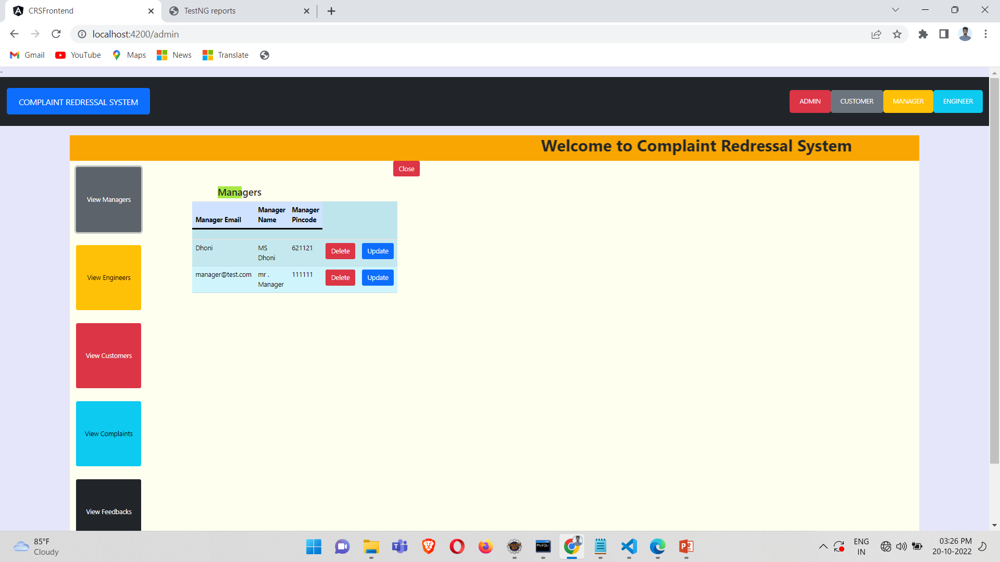 CRSFrontend
TestNG reports
localhost:4200/admin
Gmail YouTube Maps News Translate
-
COMPLAINT REDRESSAL SYSTEM
ADMIN CUSTOMER MANAGER ENGINEER
Welcome to Complaint Redressal System
Close
View Managers
View Engineers
View Customers
View Complaints
View Feedbacks
Managers
Manager Email Manager Name Manager Pincode
Dhoni MS Dhoni 621121 Delete Update
manager@test.com mr . Manager 111111 Delete Update
85°F
Cloudy
ENG
IN
03:26 PM
20-10-2022